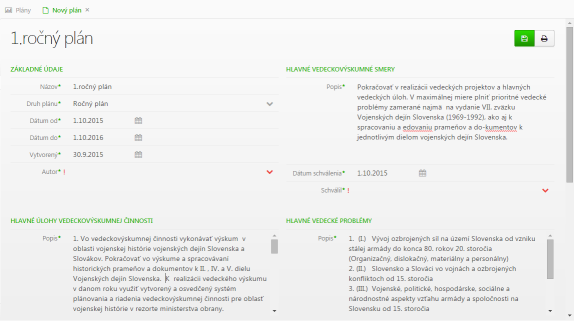 Plány
Nový plán ×
1.ročný plán
ZÁKLADNÉ ÚDAJE
Názov* 1.ročný plán
Druh plánu* Ročný plán
Dátum od* 1.10.2015
Dátum do* 1.10.2016
Vytvorený* 30.9.2015
Autor* !
HLAVNÉ VEDECKOVÝSKUMNÉ SMERY
Popis* Pokračovať v realizácii vedeckých projektov a hlavných
vedeckých úloh. V maximálnej miere plniť prioritné vedecké
problémy zamerané najmä na vydanie VII. zväzku
Vojenských dejín Slovenska (1969-1992), ako aj k
spracovaniu a edovaniu prameňov a do-kumentov k
jednotlivým dielom vojenských dejín Slovenska.
Dátum schválenia* 1.10.2015
Schválil* !
HLAVNÉ ÚLOHY VEDECKOVÝSKUMNEJ ČINNOSTI
Popis* 1. Vo vedeckovýskumnej činnosti vykonávať výskum v
oblasti vojenskej histórie vojenských dejín Slovenska a
Slovákov. Pokračovať vo výskume a spracovávaní
historických prameňov a dokumentov k II. , IV. a V. dielu
Vojenských dejín Slovenska. K realizácii vedeckého výskumu
v danom roku využiť vytvorený a osvedčený systém
plánovania a riadenia vedeckovýskumnej činnosti pre oblasť
vojenskej histórie v rezorte ministerstva obrany.
HLAVNÉ VEDECKÉ PROBLÉMY
Popis* 1. (I.) Vývoj ozbrojených síl na území Slovenska od vzniku
stálej armády do konca 80. rokov 20. storočia
(Organizačný, dislokačný, materiálny a personálny)
2. (II.) Slovensko a Slováci vo vojnách a ozbrojených
konfliktoch od 15. storočia
3. (III.) Vojenské, politické, hospodárske, sociálne a
národnostné aspekty vzťahu armády a spoločnosti na
Slovensku od 15. storočia